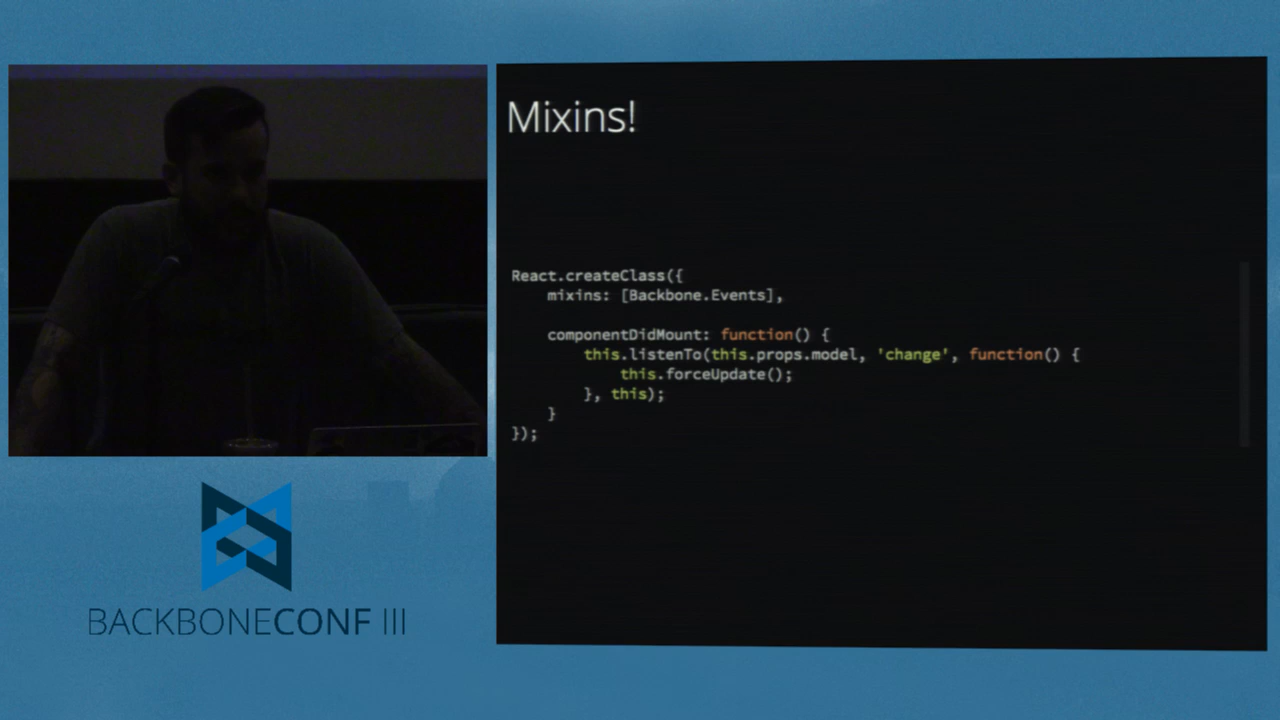 Mixins!
React.createClass({
    mixins: [Backbone.Events],

    componentDidMount: function() {
        this.listenTo(this.props.model, 'change', function() {
            this.forceUpdate();
        }, this);
    }
});
BACKBONECONF III